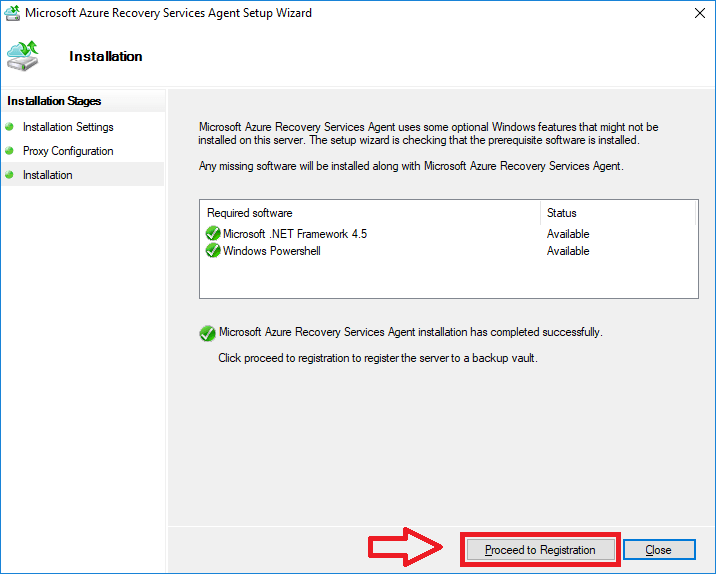 Microsoft Azure Recovery Services Agent Setup Wizard
Installation
Installation Stages
Installation Settings
Proxy Configuration
Installation
Microsoft Azure Recovery Services Agent uses some optional Windows features that might not be
installed on this server. The setup wizard is checking that the prerequisite software is installed.
Any missing software will be installed along with Microsoft Azure Recovery Services Agent.
Required software Status
Microsoft .NET Framework 4.5 Available
Windows Powershell Available
Microsoft Azure Recovery Services Agent installation has completed successfully.
Click proceed to registration to register the server to a backup vault.
Proceed to Registration Close